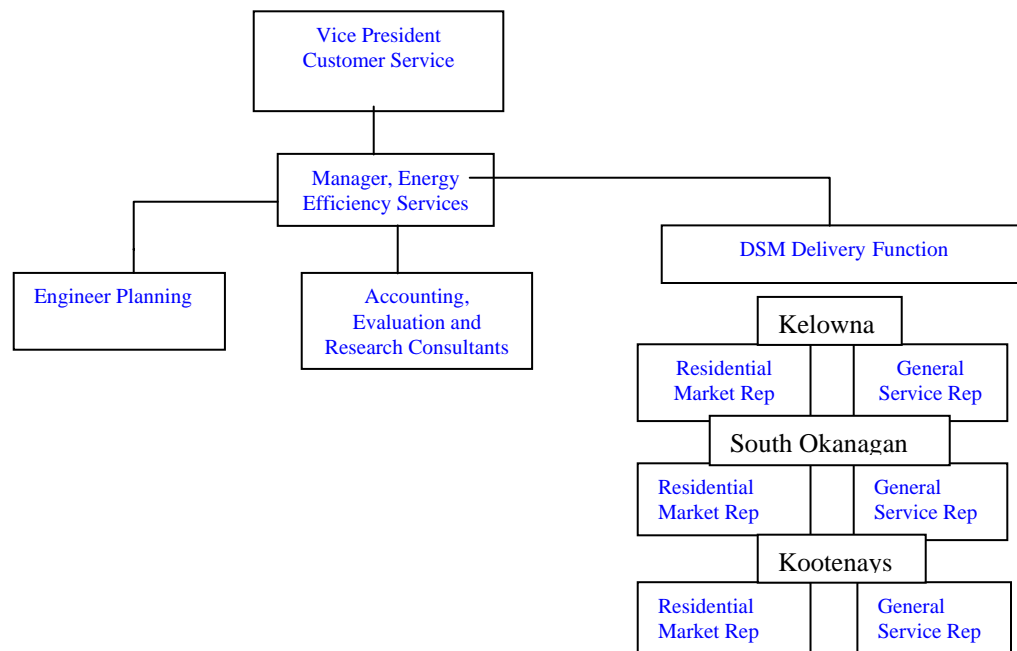 Vice President
Customer Service
Manager, Energy
Efficiency Services
DSM Delivery Function
Engineer Planning
Accounting,
Evaluation and
Research Consultants
Kelowna
Residential
Market Rep
General
Service Rep
South Okanagan
Residential
Market Rep
General
Service Rep
Kootenays
Residential
Market Rep
General
Service Rep